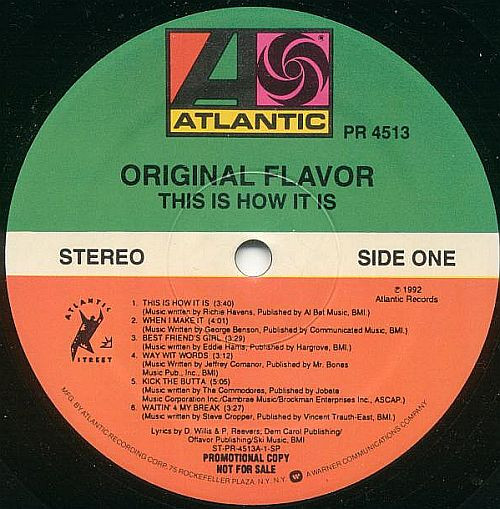 ATLANTIC
PR 4513
ORIGINAL FLAVOR
THIS IS HOW IT IS
STEREO
SIDE ONE
℗ 1992
Atlantic Records
ATLANTIC
STREET
1. THIS IS HOW IT IS (3:40)
(Music written by Richie Havens, Published by Al Bet Music, BMI.)
2. WHEN I MAKE IT (4:01)
(Music Written by George Benson, Published by Communicated Music, BMI.)
3. BEST FRIEND'S GIRL (3:29)
(Music written by Eddie Harris, Published by Hargrove, BMI.)
4. WAY WIT WORDS (3:12)
(Music Written by Jeffrey Comanor, Published by Mr. Bones
Music Pub., Inc., BMI)
5. KICK THE BUTTA (5:05)
(Music written by The Commodores, Published by Jobete
Music Corporation Inc/Cambrae Music/Brockman Enterprises Inc., ASCAP.)
6. WAITIN' 4 MY BREAK (3:27)
(Music written by Steve Cropper, Published by Vincent Trauth-East, BMI.)
Lyrics by D. Willis & P. Reevers; Dem Carol Publishing/
Oftavor Publishing/Ski Music, BMI
ST-PR-4513A-1-SP
PROMOTIONAL COPY
NOT FOR SALE
MFG. BY ATLANTIC RECORDING CORP. 75 ROCKEFELLER PLAZA, N.Y. N.Y. A WARNER COMMUNICATIONS COMPANY